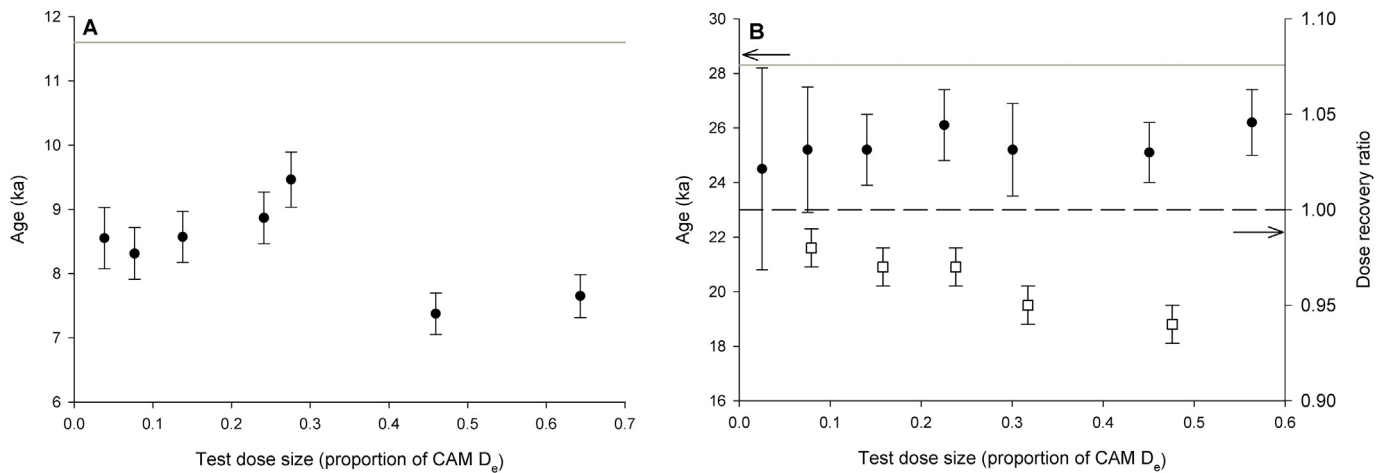 A
12
11
10
9
8
7
6
Age (ka)
0.0 0.1 0.2 0.3 0.4 0.5 0.6 0.7
Test dose size (proportion of CAM De)
B
30
28
26
24
22
20
18
16
Age (ka)
1.10
1.05
1.00
0.95
0.90
Dose recovery ratio
0.0 0.1 0.2 0.3 0.4 0.5 0.6
Test dose size (proportion of CAM De)